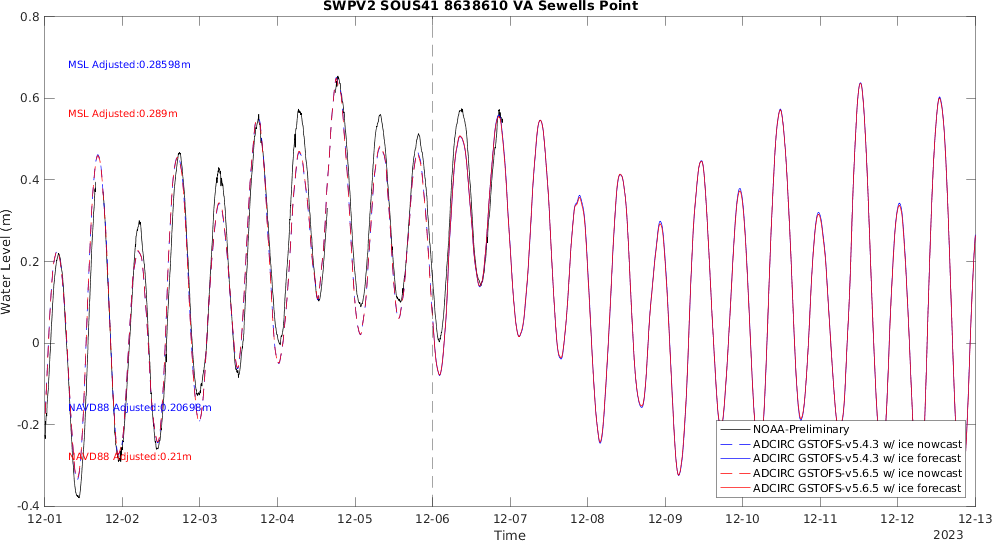 SWPV2 SOUS41 8638610 VA Sewells Point
0.8
MSL Adjusted:0.28598m
0.6
MSL Adjusted:0.289m
0.4
Water Level (m)
0.2
0
NAVD88 Adjusted:0.20698m
-0.2
NAVD88 Adjusted:0.21m
-0.4
NOAA-Preliminary
ADCIRC GSTOFS-v5.4.3 w/ ice nowcast
ADCIRC GSTOFS-v5.4.3 w/ ice forecast
ADCIRC GSTOFS-v5.6.5 w/ ice nowcast
ADCIRC GSTOFS-v5.6.5 w/ ice forecast
12-01 12-02 12-03 12-04 12-05 12-06 12-07 12-08 12-09 12-10 12-11 12-12 12-13
Time
2023